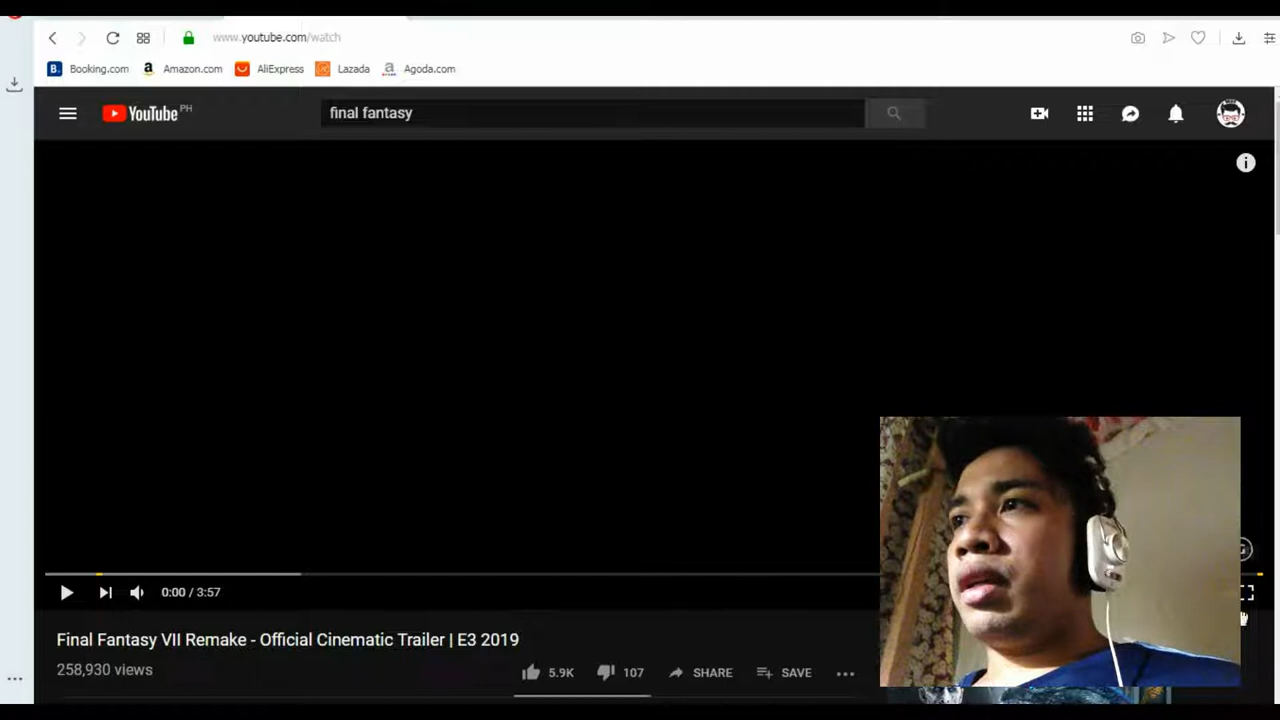 www.youtube.com/watch
B. Booking.com Amazon.com AliExpress Lazada Agoda.com
YouTube PH final fantasy
0:00 / 3:57
Final Fantasy VII Remake - Official Cinematic Trailer | E3 2019
258,930 views 5.9K 107 SHARE SAVE